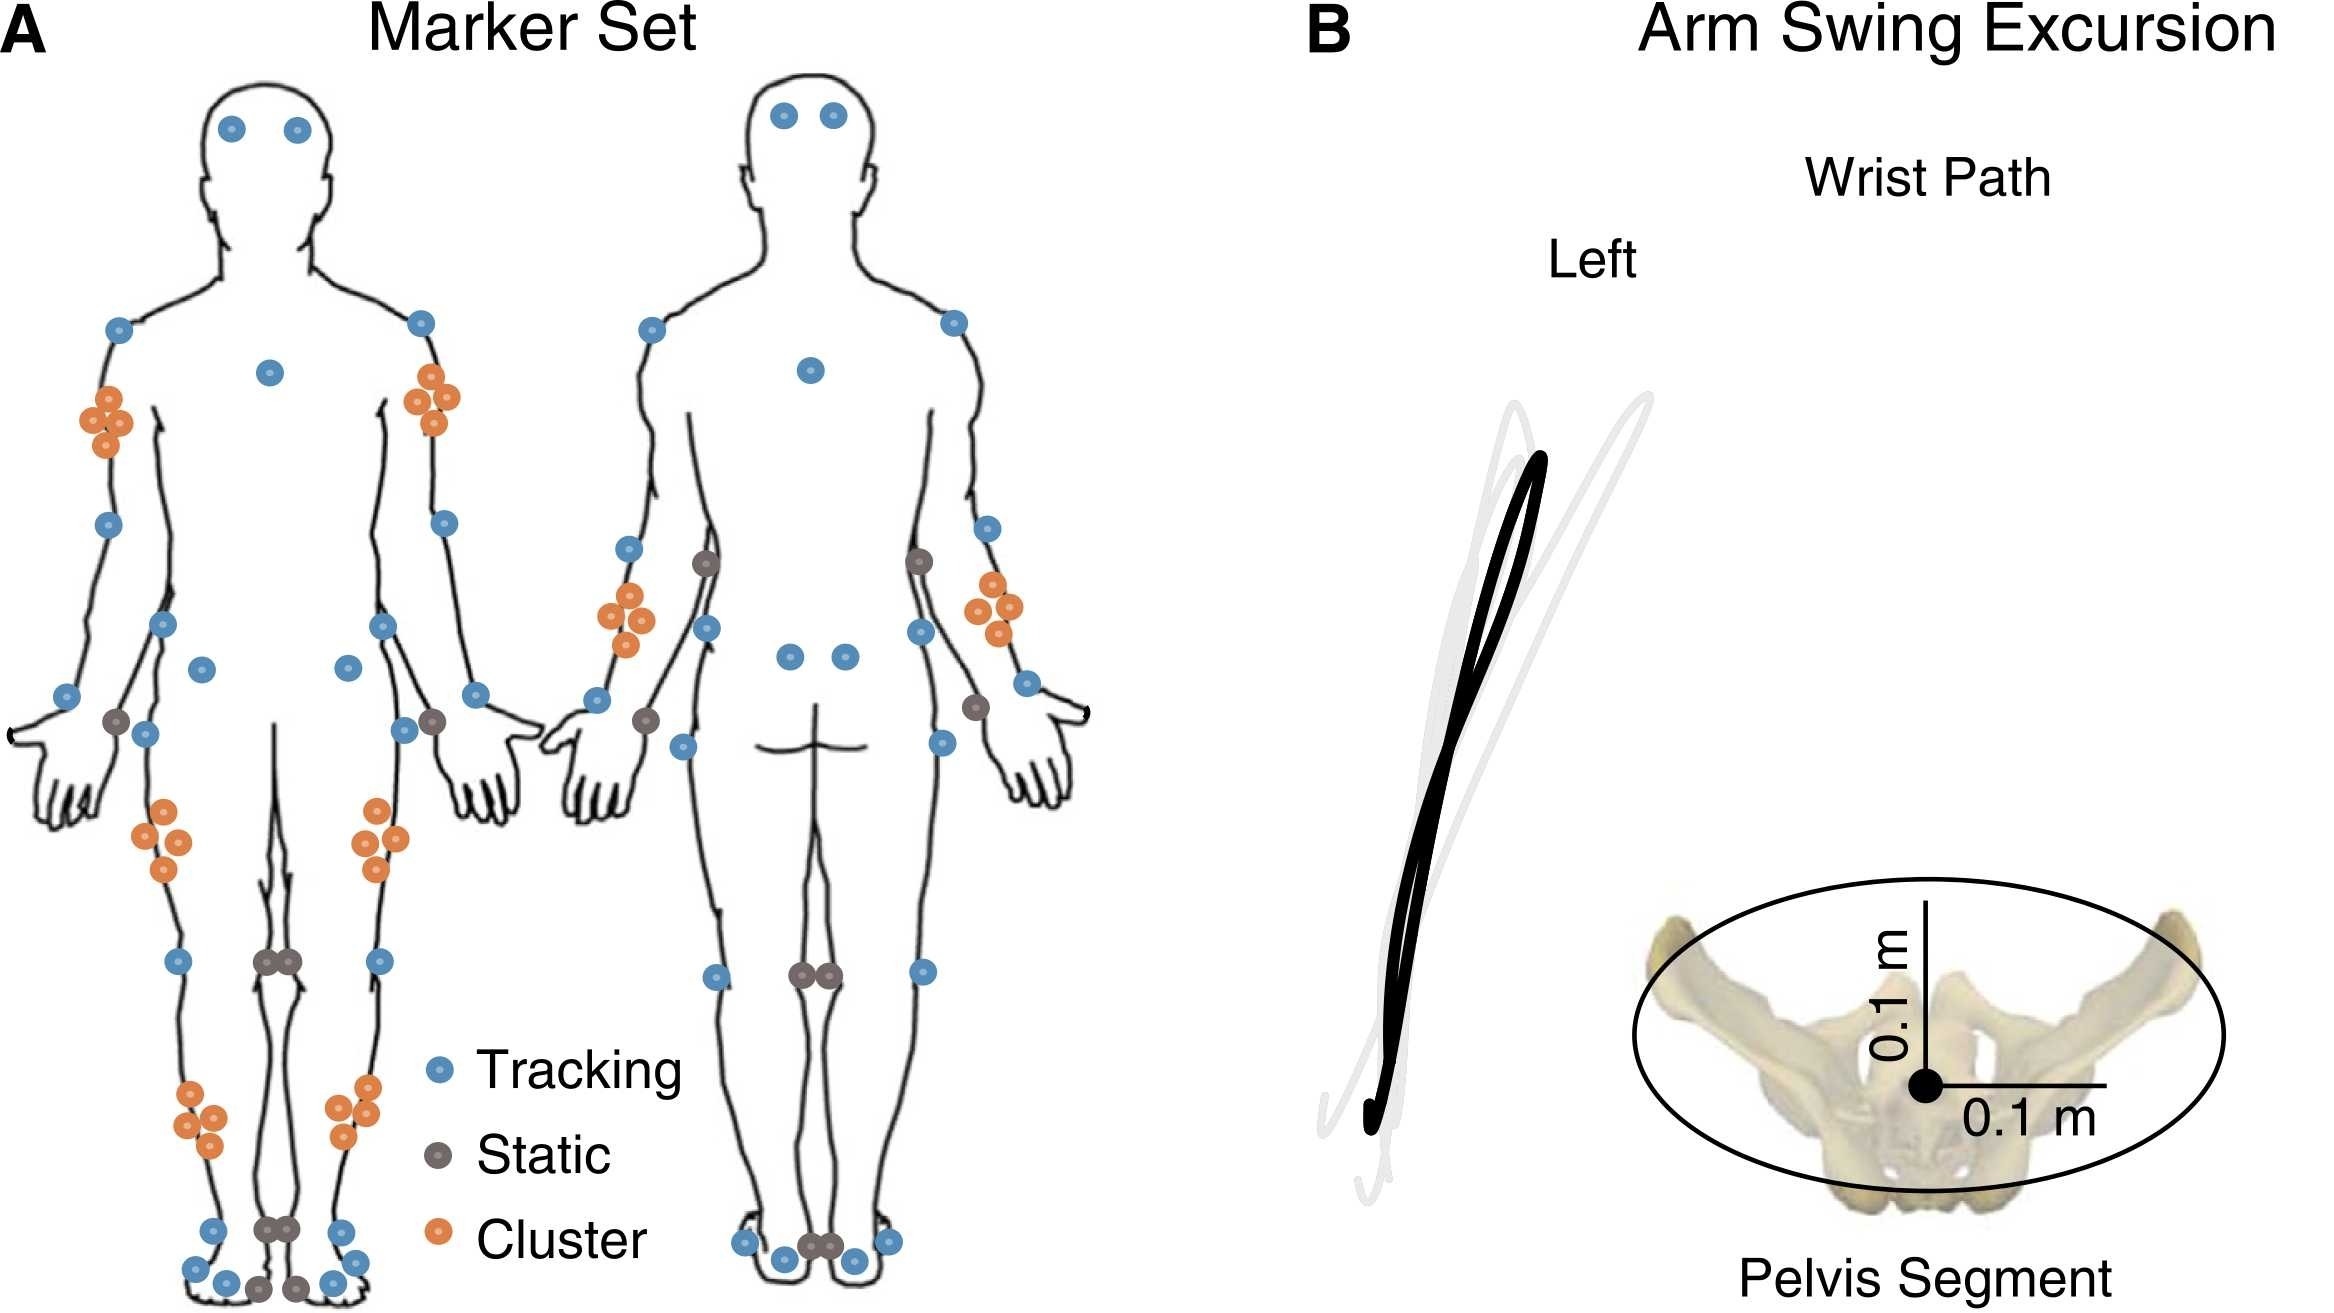 A
Marker Set
Tracking
Static
Cluster
B
Arm Swing Excursion
Wrist Path
Left
0.1 m
0.1 m
Pelvis Segment